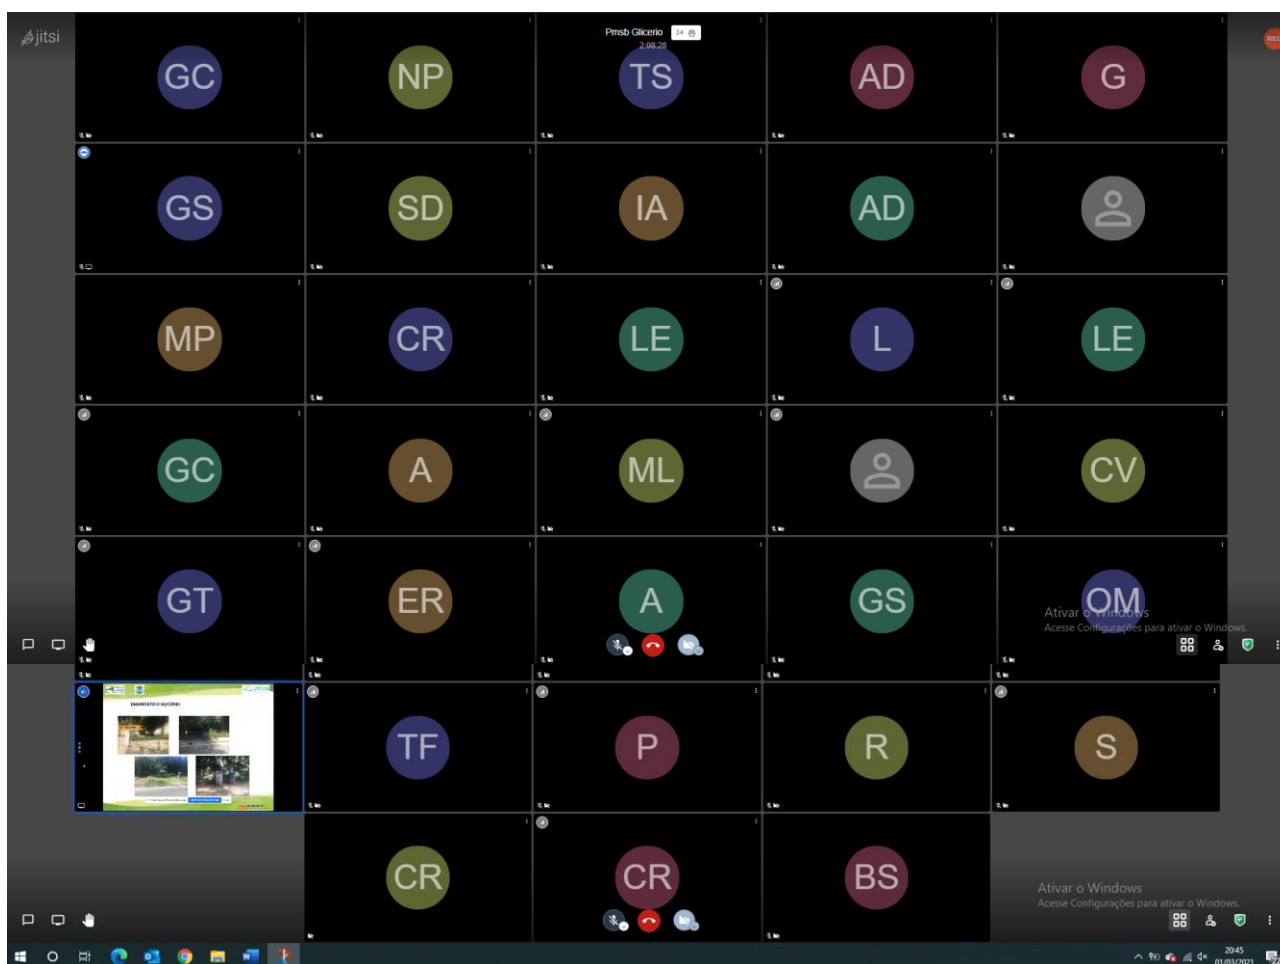 jitsi
Pmsb Glicerio 34
2:08:28
REC
GC NP TS AD G
GS SD IA AD
MP CR LE L LE
GC A ML CV
GT ER A GS OM
Ativar o Windows
Acesse Configurações para ativar o Windows.
DIAGNÓSTICO GLICÉRIO
TF P R S
CR CR BS
Ativar o Windows
Acesse Configurações para ativar o Windows.
20:45
01/03/2021